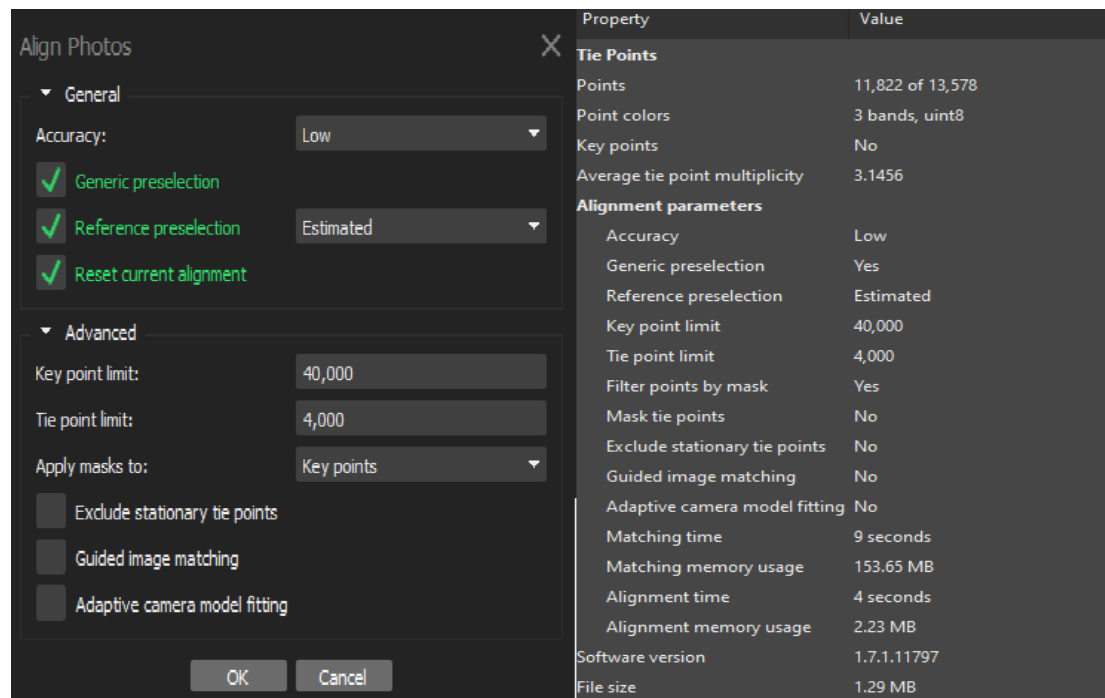 Align Photos
General
Accuracy: Low
Generic preselection
Reference preselection Estimated
Reset current alignment
Advanced
Key point limit: 40,000
Tie point limit: 4,000
Apply masks to: Key points
Exclude stationary tie points
Guided image matching
Adaptive camera model fitting
OK Cancel
Property Value
Tie Points
Points 11,822 of 13,578
Point colors 3 bands, uint8
Key points No
Average tie point multiplicity 3.1456
Alignment parameters
Accuracy Low
Generic preselection Yes
Reference preselection Estimated
Key point limit 40,000
Tie point limit 4,000
Filter points by mask Yes
Mask tie points No
Exclude stationary tie points No
Guided image matching No
Adaptive camera model fitting No
Matching time 9 seconds
Matching memory usage 153.65 MB
Alignment time 4 seconds
Alignment memory usage 2.23 MB
Software version 1.7.1.11797
File size 1.29 MB